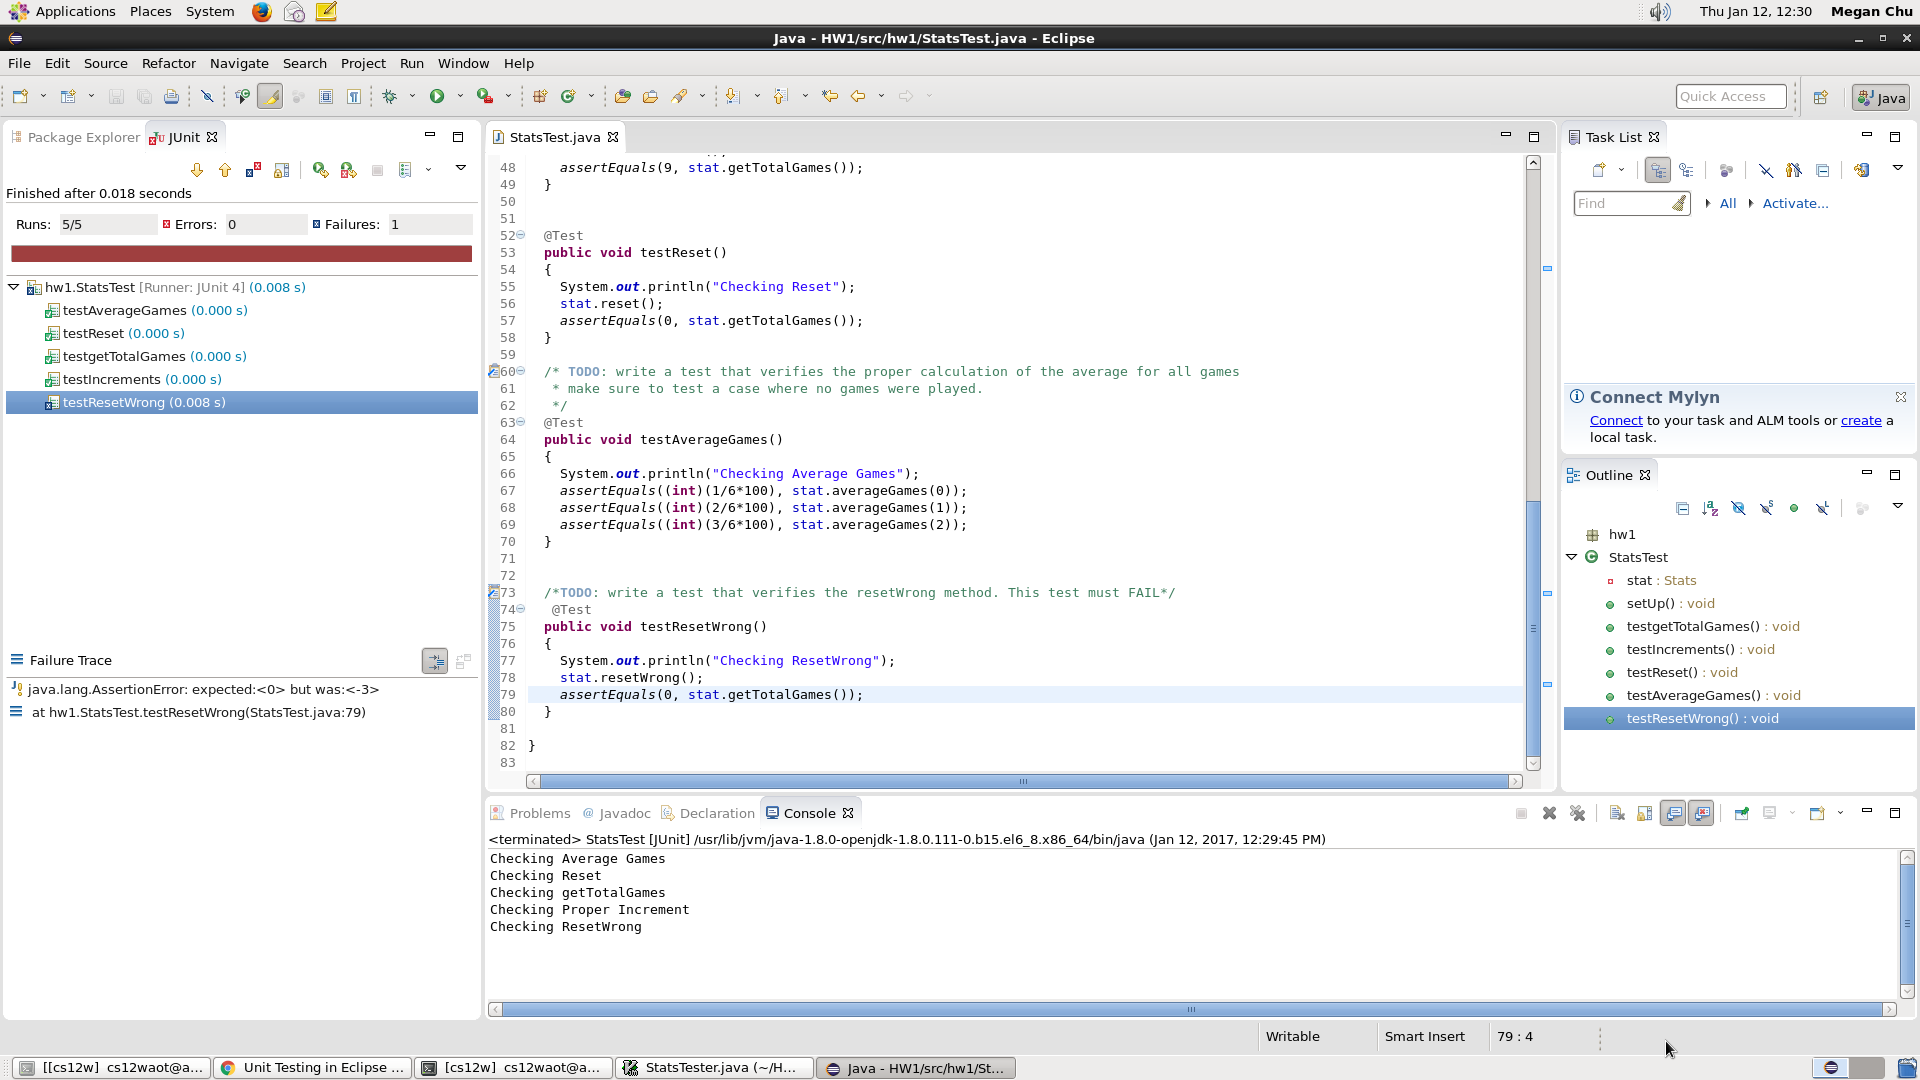 Applications Places System Thu Jan 12, 12:30 Megan Chu
Java - HW1/src/hw1/StatsTest.java - Eclipse
File Edit Source Refactor Navigate Search Project Run Window Help
Quick Access Java
Package Explorer JUnit
Finished after 0.018 seconds
Runs: 5/5 Errors: 0 Failures: 1
hw1.StatsTest [Runner: JUnit 4] (0.008 s)
testAverageGames (0.000 s)
testReset (0.000 s)
testgetTotalGames (0.000 s)
testIncrements (0.000 s)
testResetWrong (0.008 s)
Failure Trace
java.lang.AssertionError: expected:<0> but was:<-3>
at hw1.StatsTest.testResetWrong(StatsTest.java:79)
StatsTest.java
48 assertEquals(9, stat.getTotalGames());
49 }
50
51
52 @Test
53 public void testReset()
54 {
55 System.out.println("Checking Reset");
56 stat.reset();
57 assertEquals(0, stat.getTotalGames());
58 }
59
60 /* TODO: write a test that verifies the proper calculation of the average for all games
61 * make sure to test a case where no games were played.
62 */
63 @Test
64 public void testAverageGames()
65 {
66 System.out.println("Checking Average Games");
67 assertEquals((int)(1/6*100), stat.averageGames(0));
68 assertEquals((int)(2/6*100), stat.averageGames(1));
69 assertEquals((int)(3/6*100), stat.averageGames(2));
70 }
71
72
73 /*TODO: write a test that verifies the resetWrong method. This test must FAIL*/
74 @Test
75 public void testResetWrong()
76 {
77 System.out.println("Checking ResetWrong");
78 stat.resetWrong();
79 assertEquals(0, stat.getTotalGames());
80 }
81
82 }
83
Task List
Find All Activate...
Connect Mylyn
Connect to your task and ALM tools or create a
local task.
Outline
hw1
StatsTest
stat : Stats
setUp() : void
testgetTotalGames() : void
testIncrements() : void
testReset() : void
testAverageGames() : void
testResetWrong() : void
Problems @ Javadoc Declaration Console
<terminated> StatsTest [JUnit] /usr/lib/jvm/java-1.8.0-openjdk-1.8.0.111-0.b15.el6_8.x86_64/bin/java (Jan 12, 2017, 12:29:45 PM)
Checking Average Games
Checking Reset
Checking getTotalGames
Checking Proper Increment
Checking ResetWrong
Writable Smart Insert 79 : 4
[[cs12w] cs12waot@a... Unit Testing in Eclipse ... [cs12w] cs12waot@a... StatsTester.java (~/H... Java - HW1/src/hw1/St...